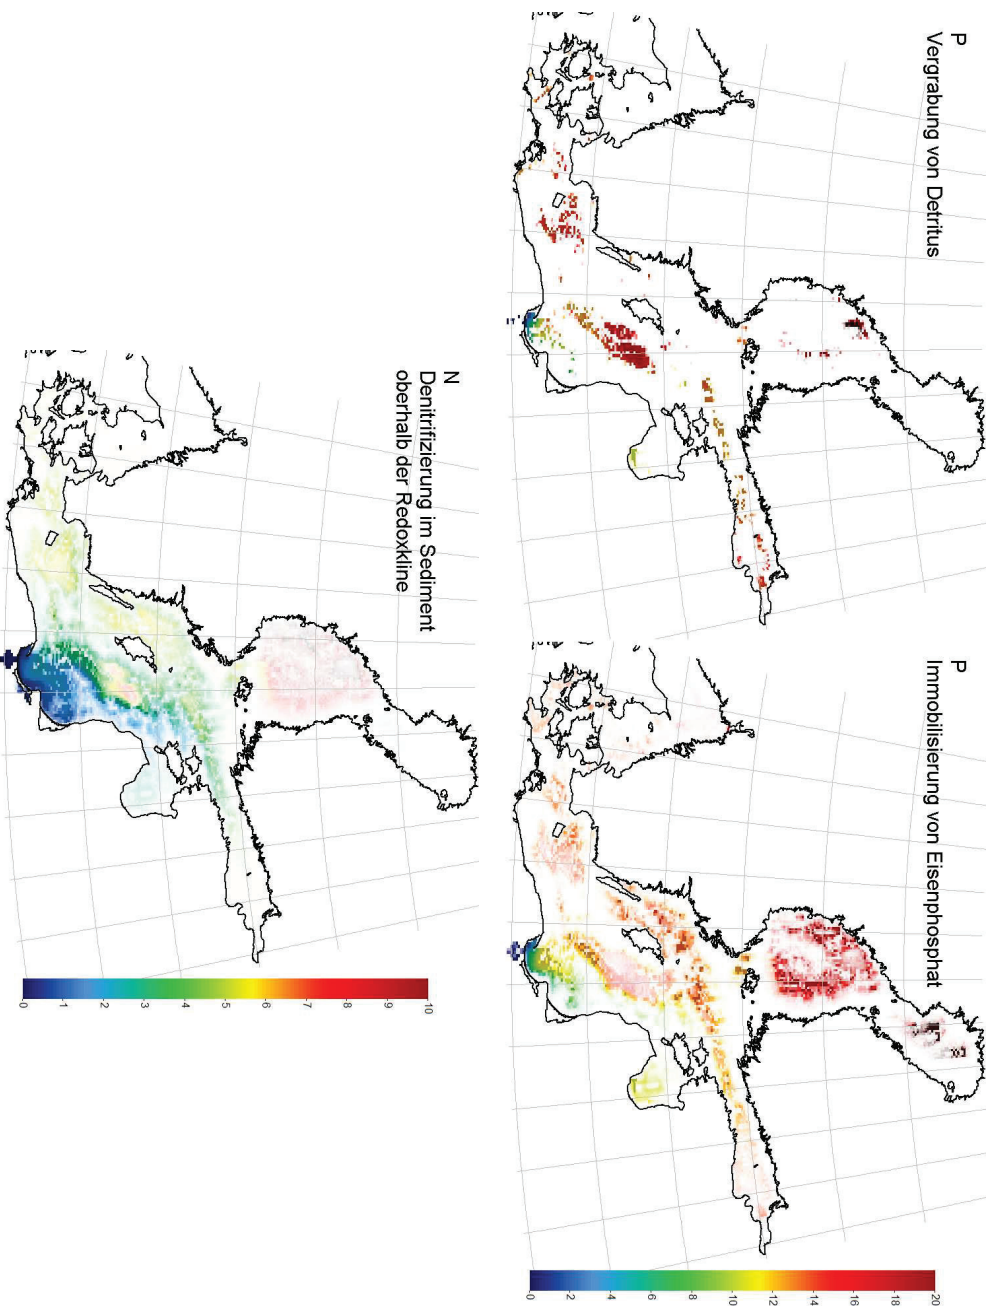 P
Vergrabung von Detritus
P
Immobilisierung von Eisenphosphat
0 2 4 6 8 10 12 14 16 18 20
N
Denitrifizierung im Sediment
oberhalb der Redoxkline
0 1 2 3 4 5 6 7 8 9 10